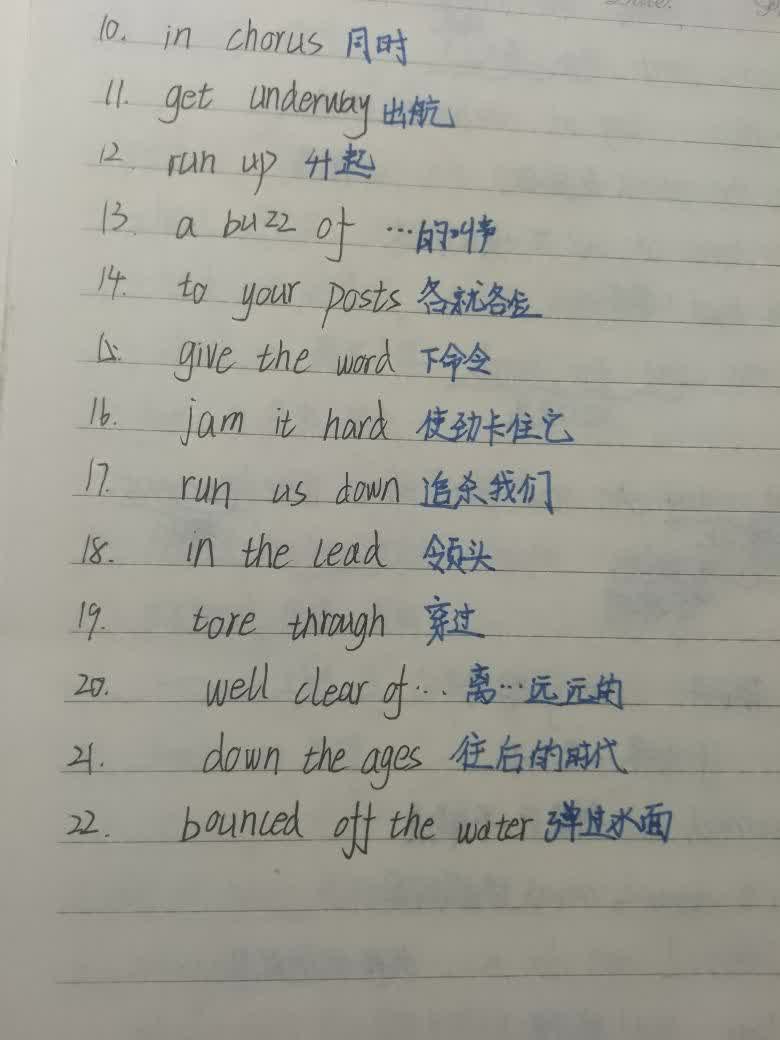 10. in chorus 同时
11. get underway 出航
12. run up 升起
13. a buzz of …的叫声
14. to your posts 各就各位
15. give the word 下命令
16. jam it hard 使劲卡住它
17. run us down 追杀我们
18. in the lead 领头
19. tore through 穿过
20. well clear of… 离…远远的
21. down the ages 往后的时代
22. bounced off the water 弹过水面